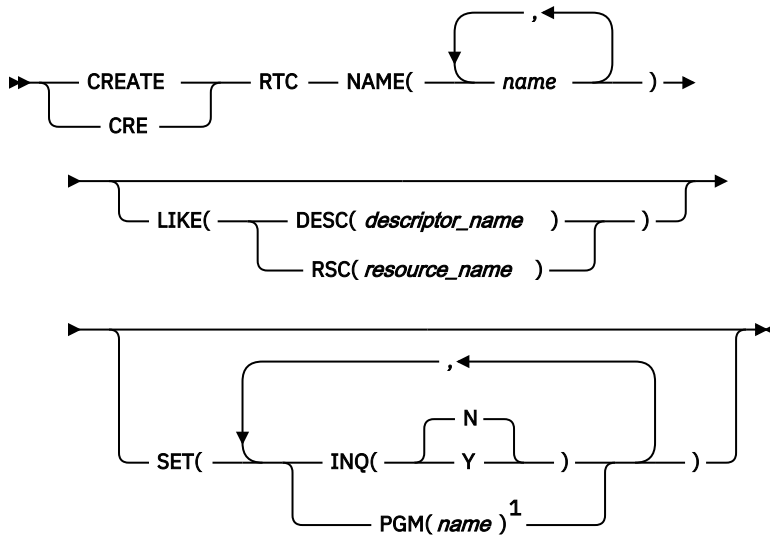 ,
CREATE RTC NAME( name )
CRE
LIKE( DESC( descriptor_name ) )
RSC( resource_name )
,
N
SET( INQ( Y ) )
PGM( name )1